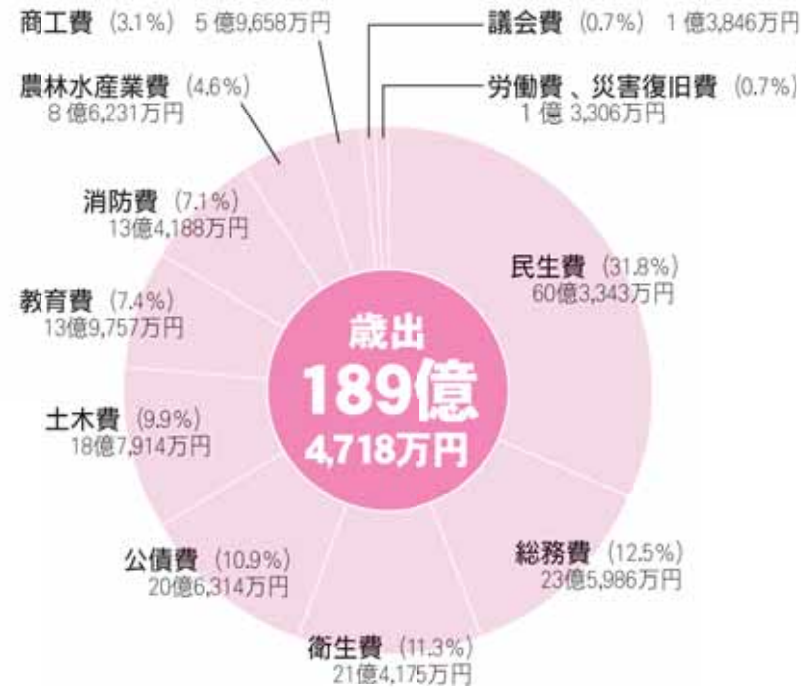 商工費 (3.1%) 5億9,658万円
議会費 (0.7%) 1億3,846万円
農林水産業費 (4.6%)
8億6,231万円
労働費、災害復旧費 (0.7%)
1億3,306万円
消防費 (7.1%)
13億4,188万円
民生費 (31.8%)
60億3,343万円
教育費 (7.4%)
13億9,757万円
歳出
189億
4,718万円
土木費 (9.9%)
18億7,914万円
公債費 (10.9%)
20億6,314万円
総務費 (12.5%)
23億5,986万円
衛生費 (11.3%)
21億4,175万円